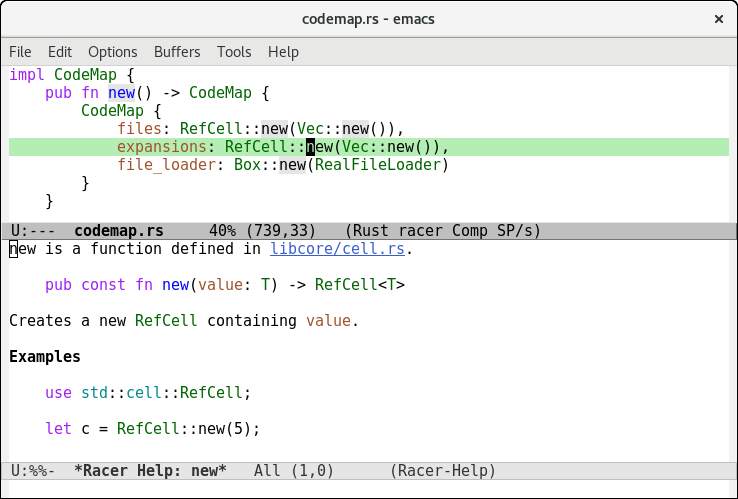 codemap.rs - emacs ×
File Edit Options Buffers Tools Help
impl CodeMap {
    pub fn new() -> CodeMap {
        CodeMap {
            files: RefCell::new(Vec::new()),
            expansions: RefCell::new(Vec::new()),
            file_loader: Box::new(RealFileLoader)
        }
    }
U:---  codemap.rs     40% (739,33)   (Rust racer Comp SP/s)
new is a function defined in libcore/cell.rs.
    pub const fn new(value: T) -> RefCell<T>
Creates a new RefCell containing value.
Examples
    use std::cell::RefCell;
    let c = RefCell::new(5);
U:%%-  *Racer Help: new*   All (1,0)      (Racer-Help)